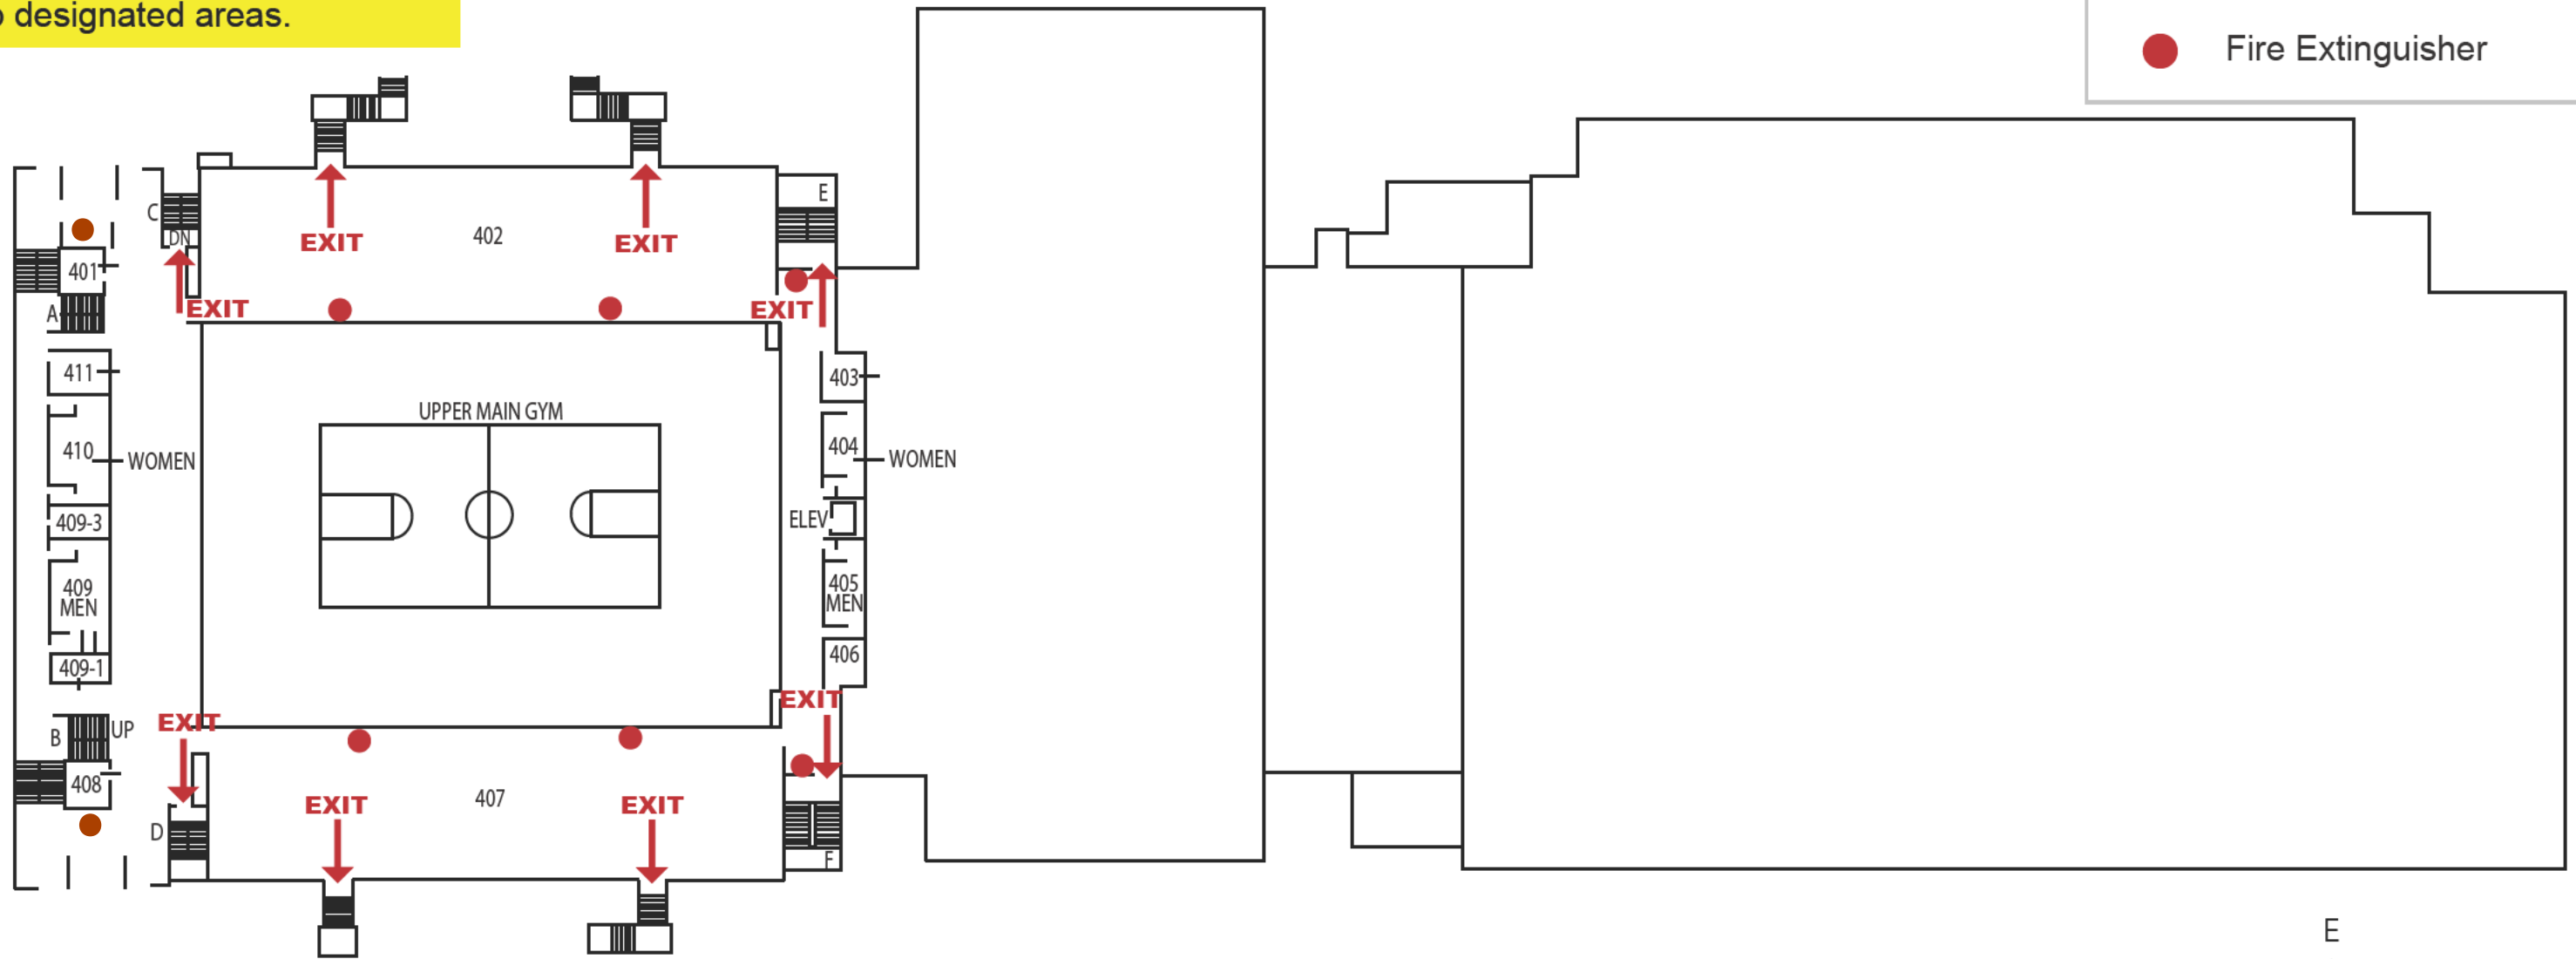 designated areas.
Fire Extinguisher
E
C
402
DN
EXIT
EXIT
401
EXIT
EXIT
A
411
403
UPPER MAIN GYM
404
410
WOMEN
WOMEN
409-3
ELEV
409
MEN
405
MEN
406
409-1
EXIT
EXIT
UP
B
408
407
EXIT
EXIT
D
F
E